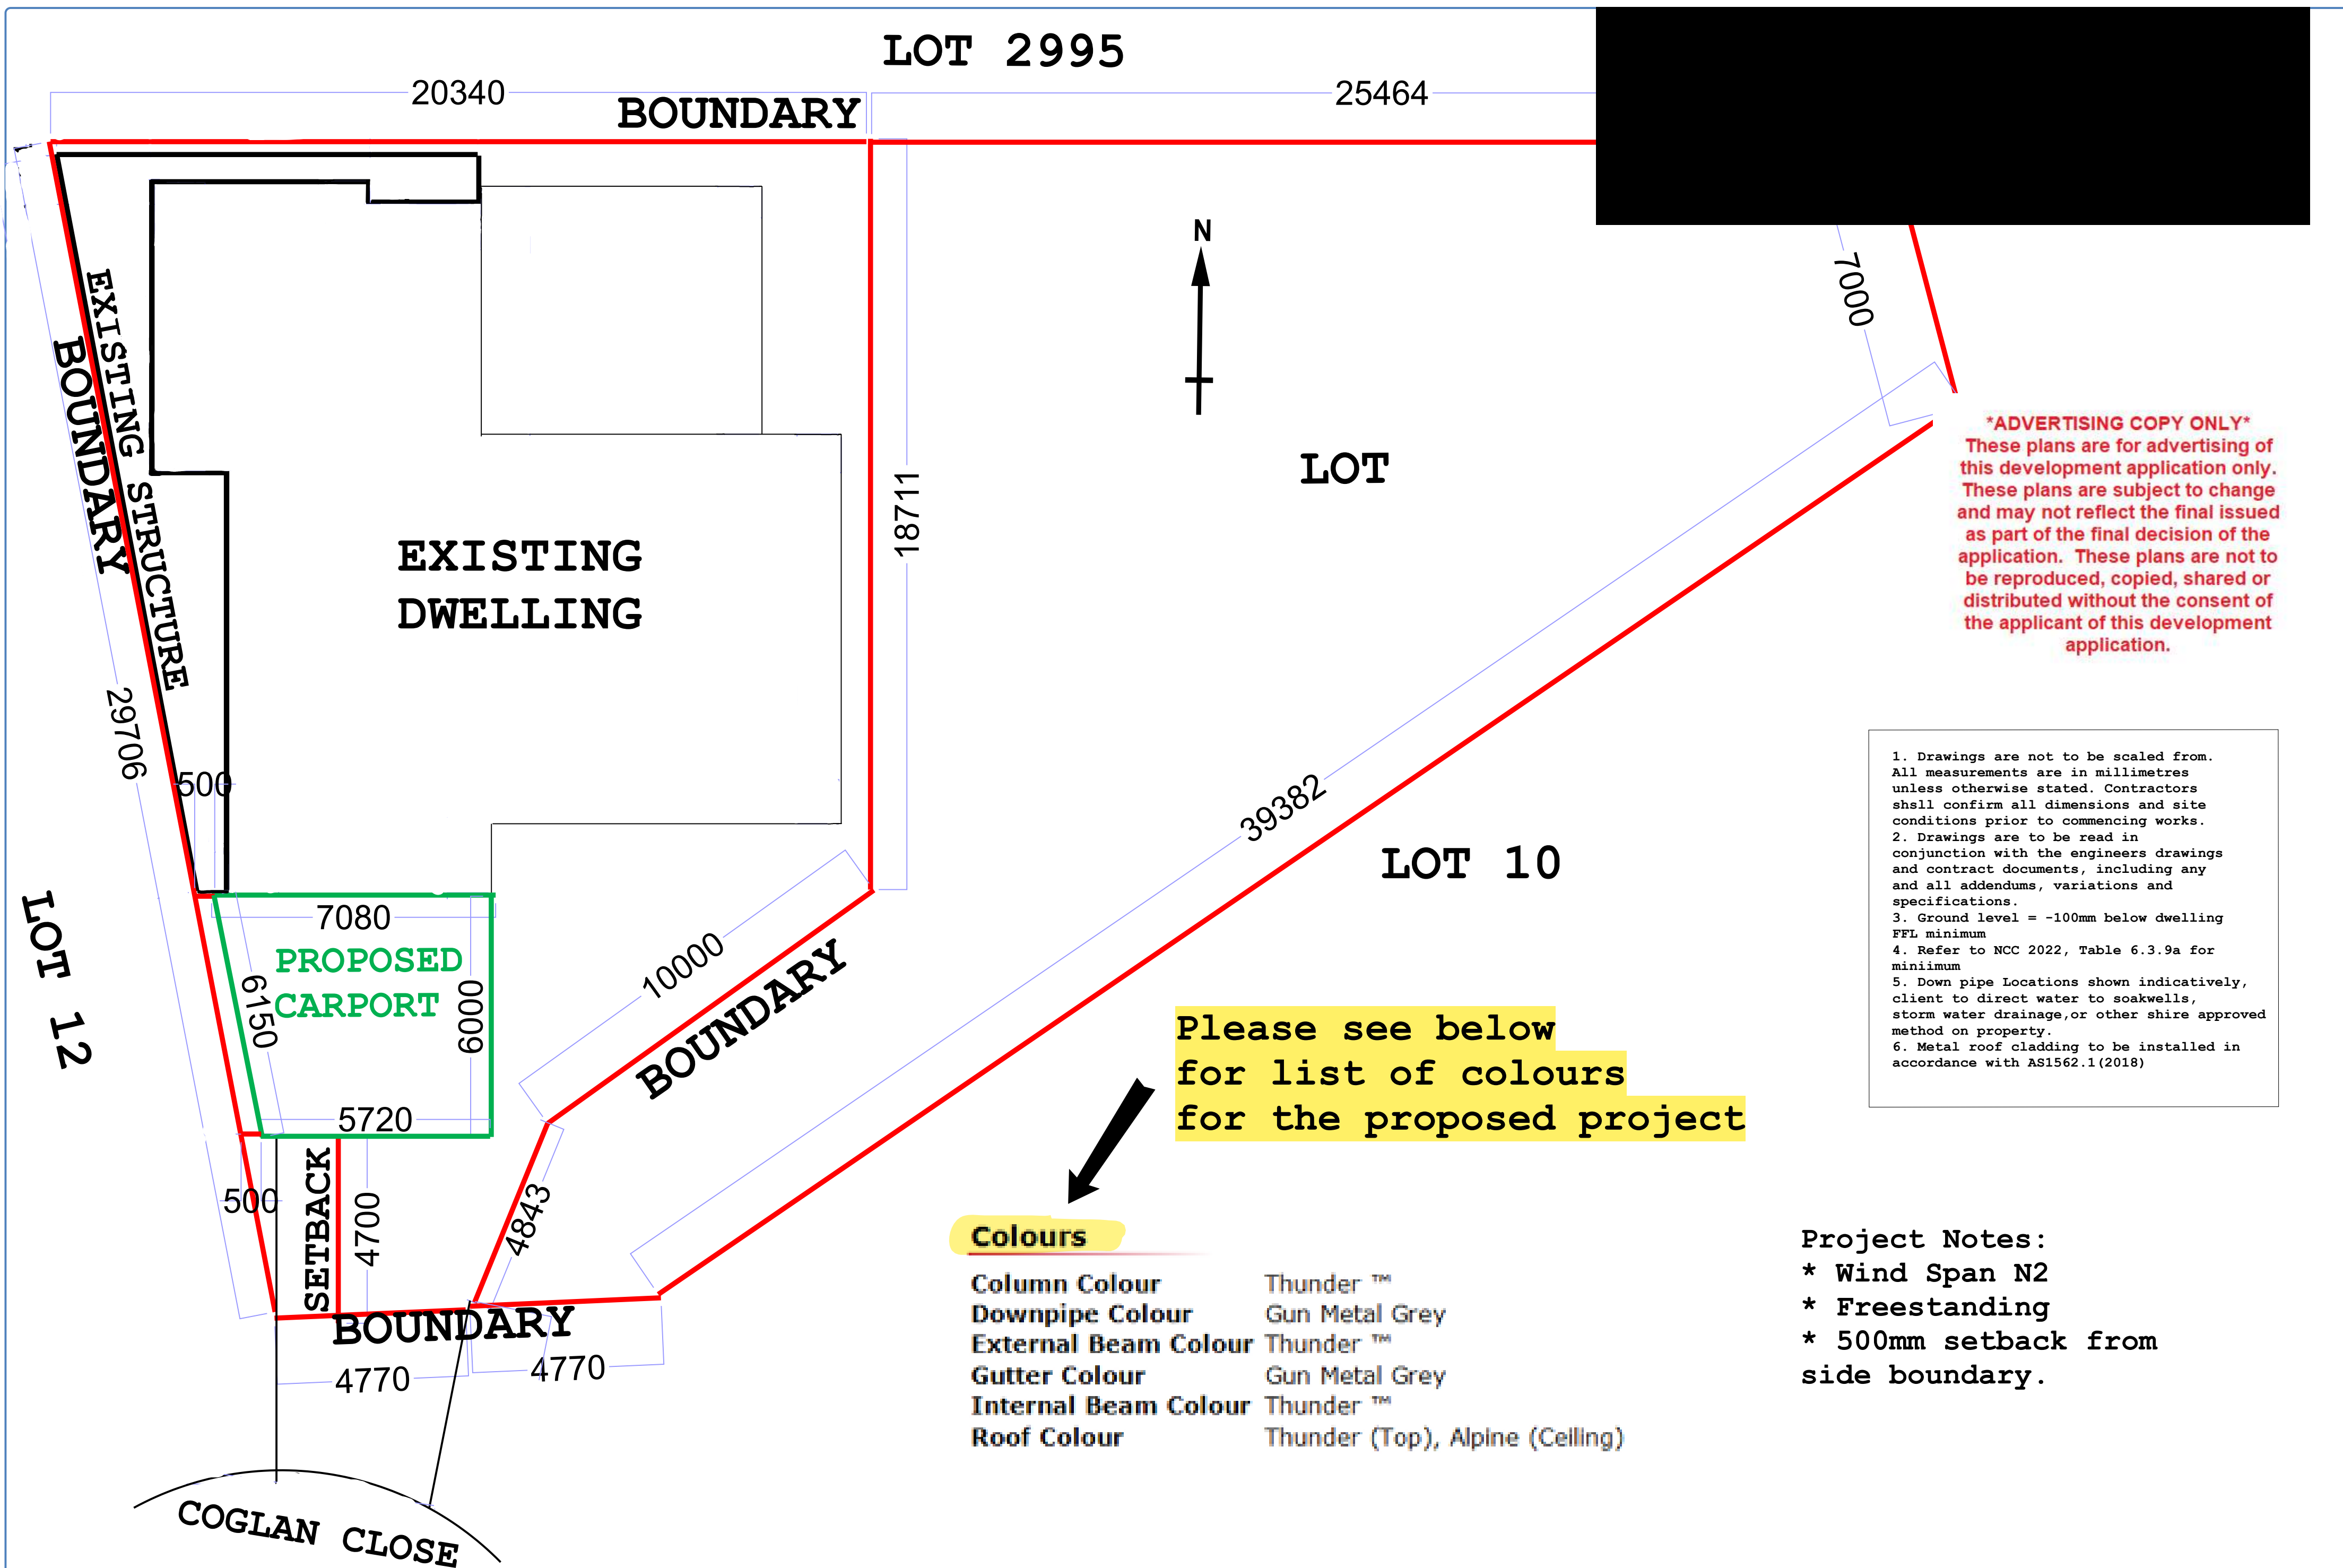 LOT 2995
20340
25464
BOUNDARY
N
7000
EXISTING STRUCTURE
BOUNDARY
LOT
18711
EXISTING
DWELLING
29706
500
39382
LOT 10
LOT 12
7080
PROPOSED
CARPORT
6150
6000
5720
10000
BOUNDARY
500
SETBACK
4700
4843
BOUNDARY
4770
4770
COGLAN CLOSE
*ADVERTISING COPY ONLY*
These plans are for advertising of
this development application only.
These plans are subject to change
and may not reflect the final issued
as part of the final decision of the
application. These plans are not to
be reproduced, copied, shared or
distributed without the consent of
the applicant of this development
application.
1. Drawings are not to be scaled from.
All measurements are in millimetres
unless otherwise stated. Contractors
shsll confirm all dimensions and site
conditions prior to commencing works.
2. Drawings are to be read in
conjunction with the engineers drawings
and contract documents, including any
and all addendums, variations and
specifications.
3. Ground level = -100mm below dwelling
FFL minimum
4. Refer to NCC 2022, Table 6.3.9a for
miniimum
5. Down pipe Locations shown indicatively,
client to direct water to soakwells,
storm water drainage,or other shire approved
method on property.
6. Metal roof cladding to be installed in
accordance with AS1562.1(2018)
Please see below
for list of colours
for the proposed project
Colours
Column Colour Thunder ™
Downpipe Colour Gun Metal Grey
External Beam Colour Thunder ™
Gutter Colour Gun Metal Grey
Internal Beam Colour Thunder ™
Roof Colour Thunder (Top), Alpine (Ceiling)
Project Notes:
* Wind Span N2
* Freestanding
* 500mm setback from
side boundary.